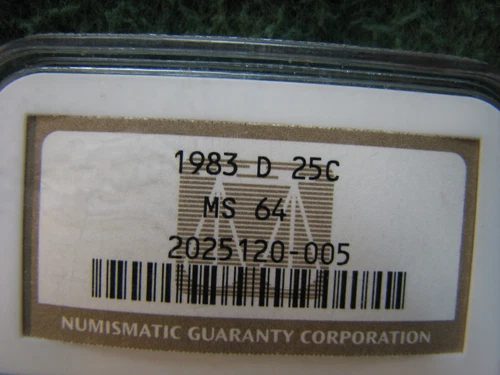 1983 D 25C
MS 64
2025120-005
NUMISMATIC GUARANTY CORPORATION